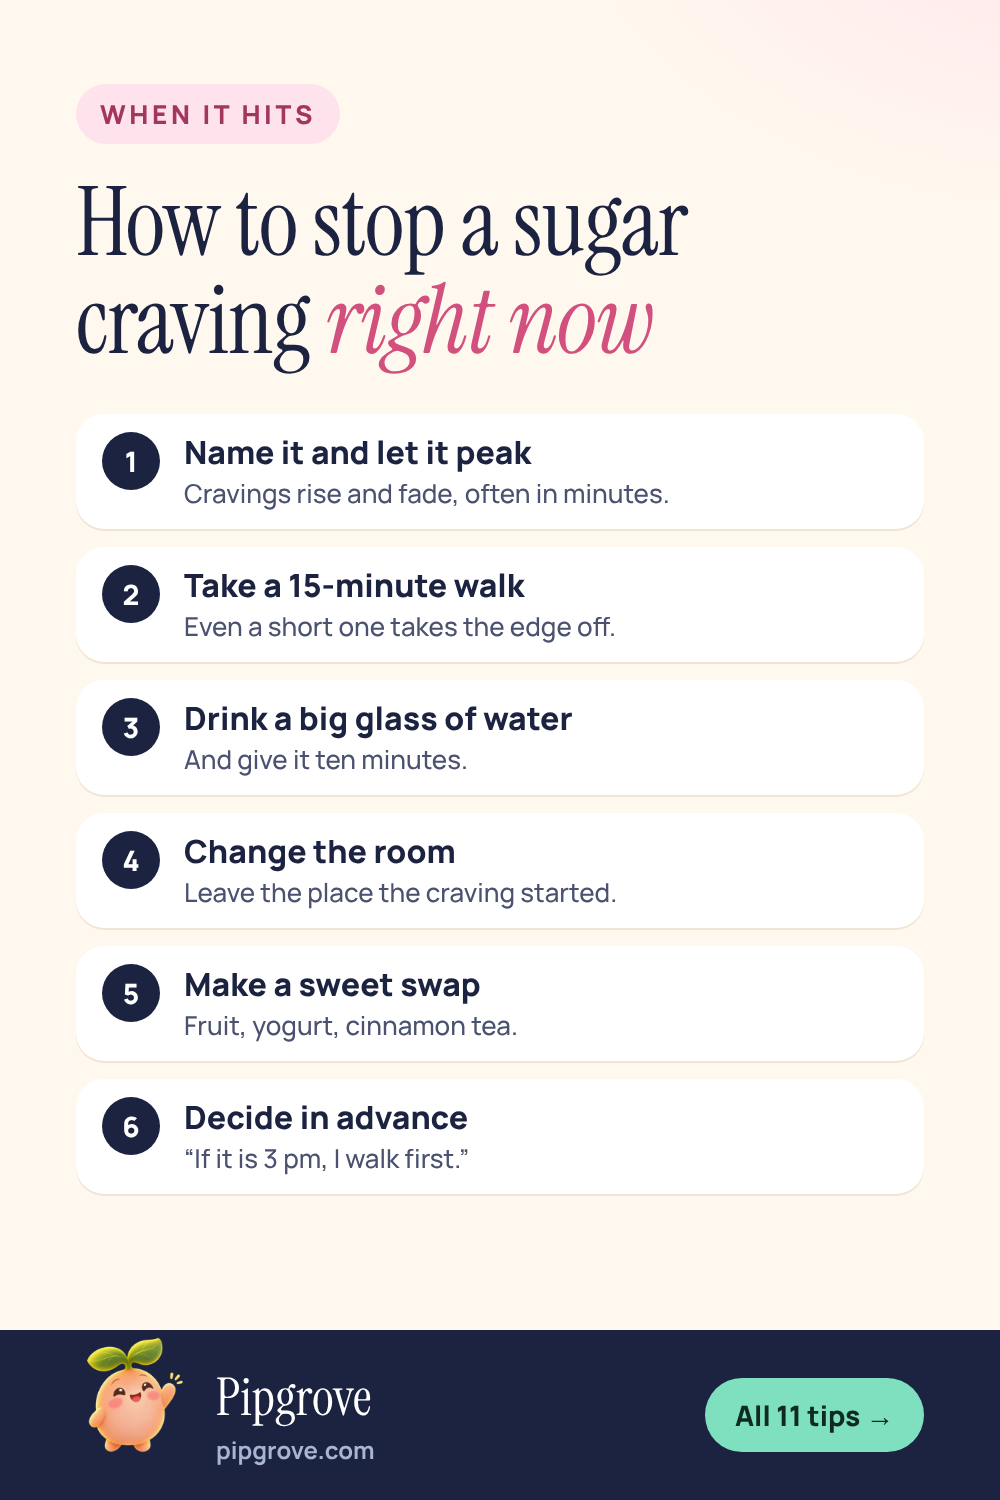 WHEN IT HITS
How to stop a sugar
craving right now
1
Name it and let it peak
Cravings rise and fade, often in minutes.
2
Take a 15-minute walk
Even a short one takes the edge off.
3
Drink a big glass of water
And give it ten minutes.
4
Change the room
Leave the place the craving started.
5
Make a sweet swap
Fruit, yogurt, cinnamon tea.
6
Decide in advance
“If it is 3 pm, I walk first.”
Pipgrove
pipgrove.com
All 11 tips →